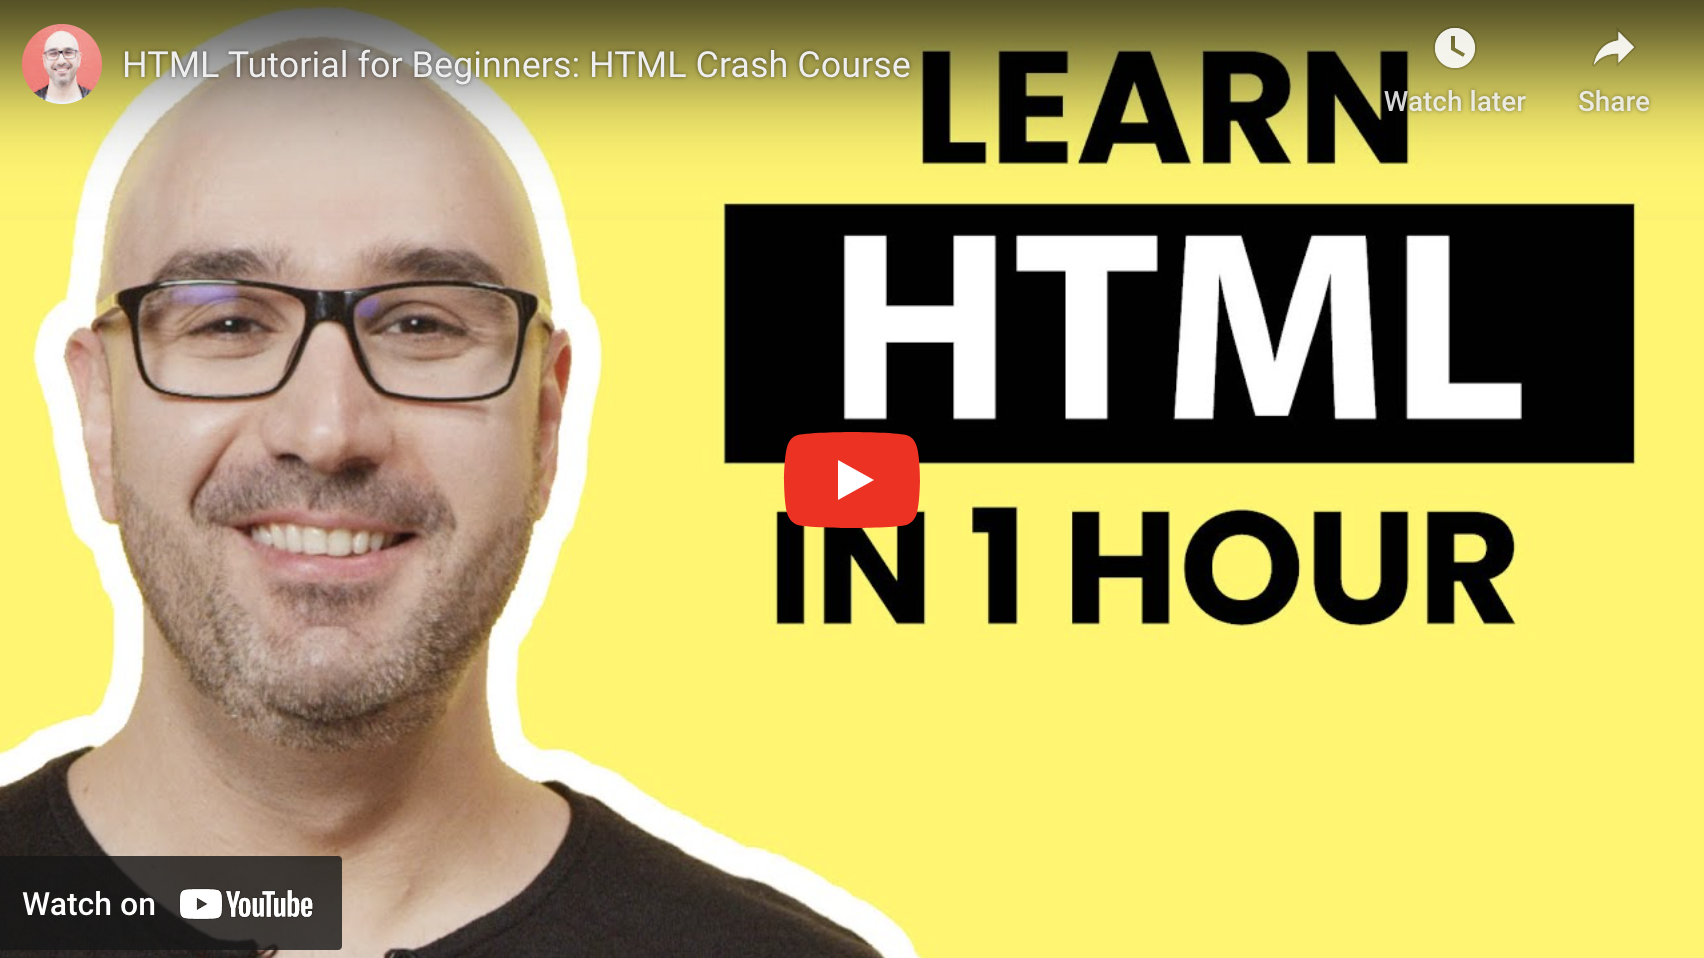 HTML Tutorial for Beginners: HTML Crash Course
Watch later
Share
LEARN
HTML
IN 1 HOUR
Watch on YouTube